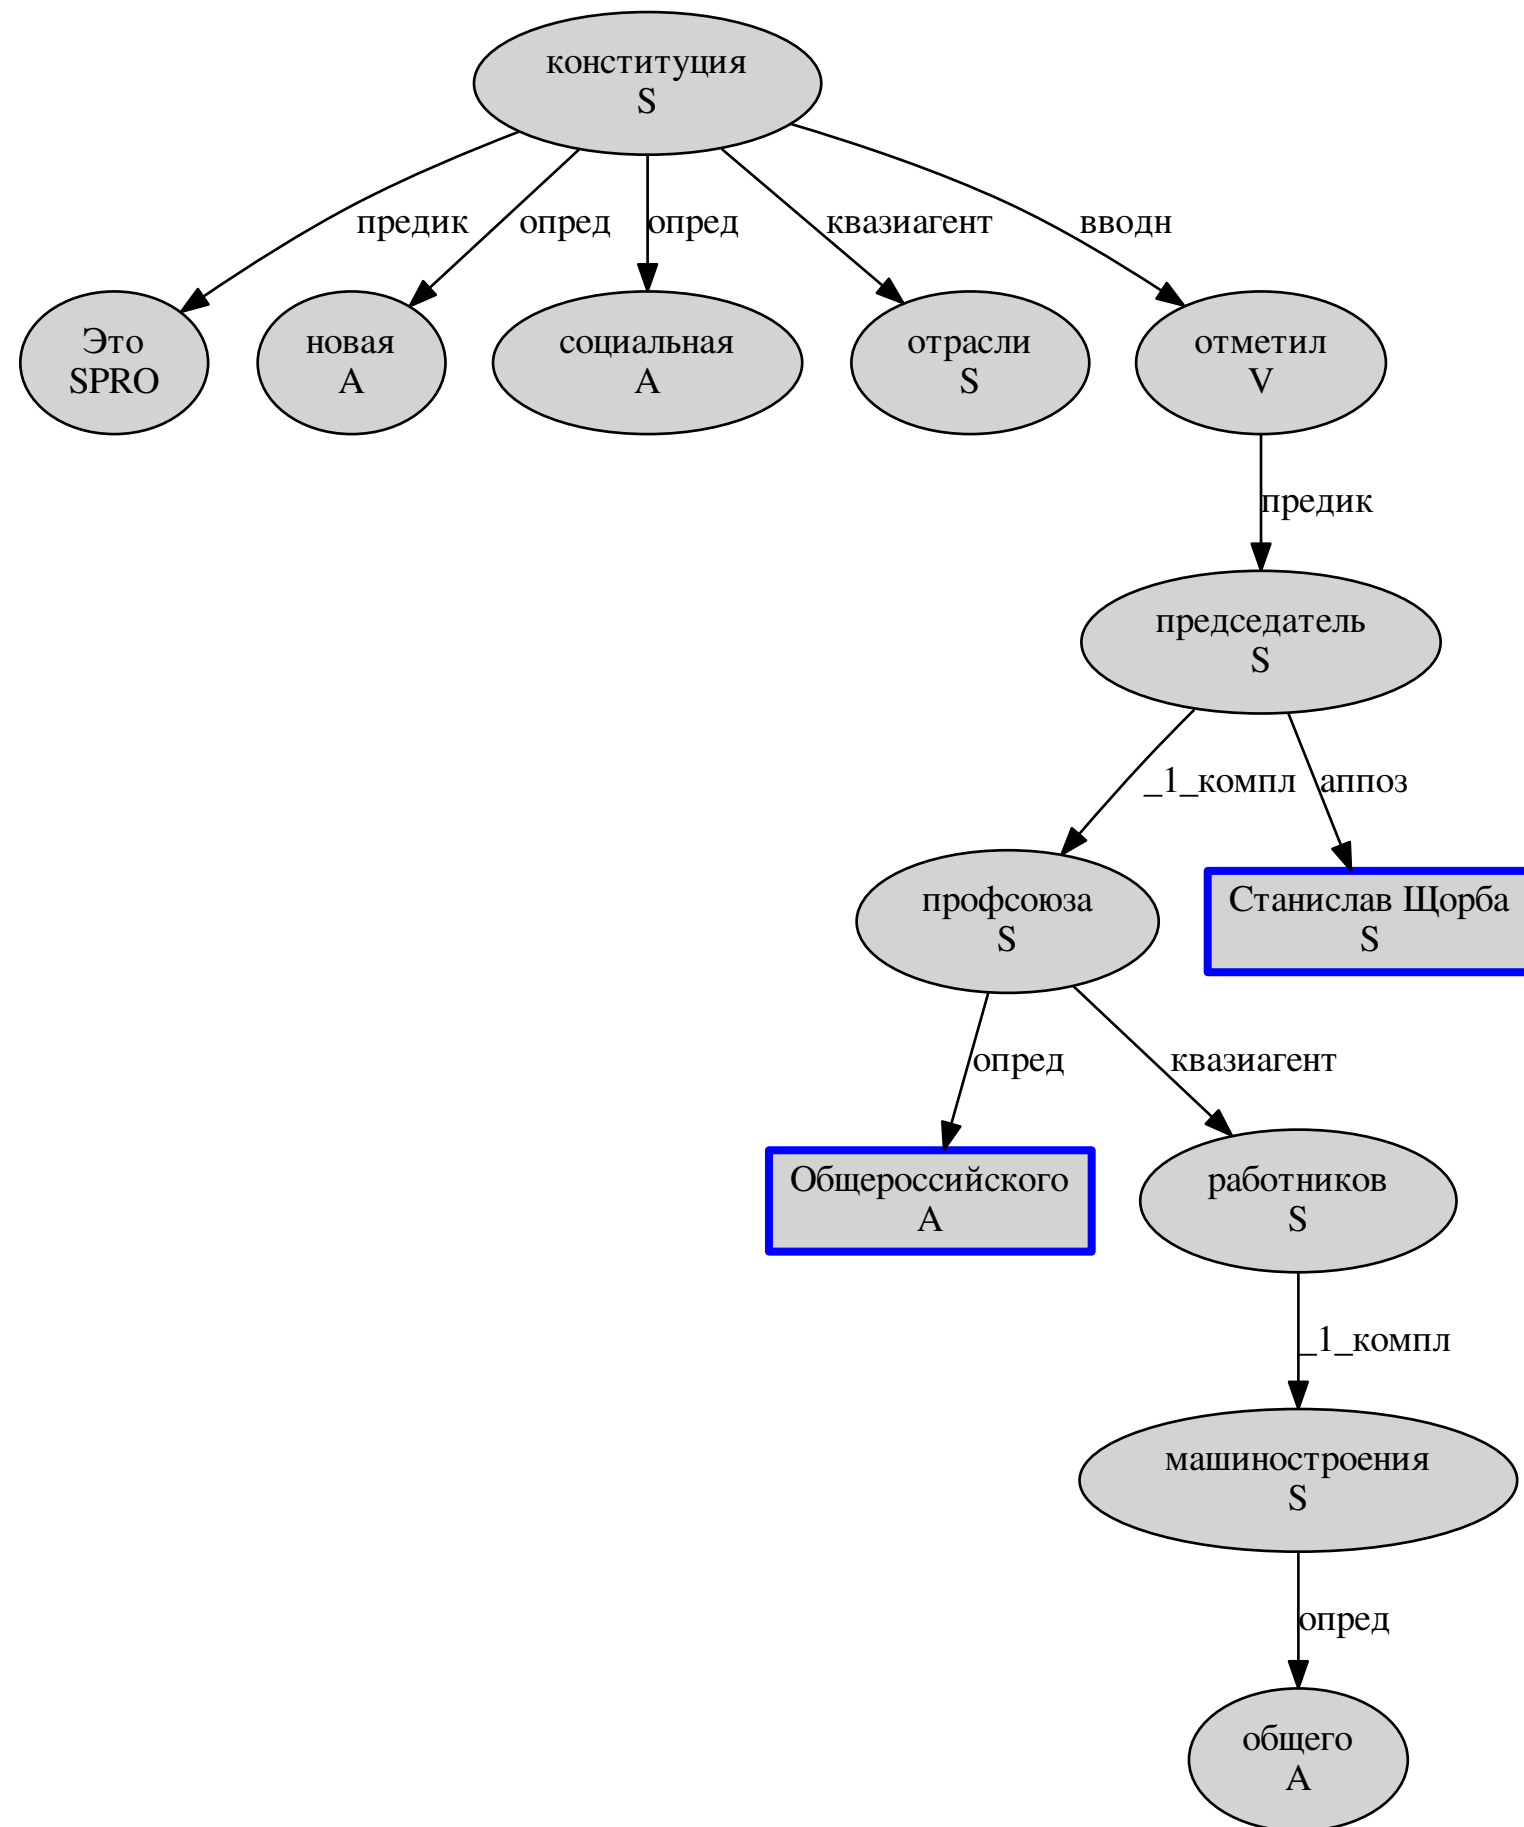 конституция
S
предик
опред
опред
квазиагент
вводн
Это
SPRO
новая
A
социальная
A
отрасли
S
отметил
V
предик
председатель
S
_1_компл
аппоз
профсоюза
S
Станислав Щорба
S
опред
квазиагент
Общероссийского
A
работников
S
_1_компл
машиностроения
S
опред
общего
A